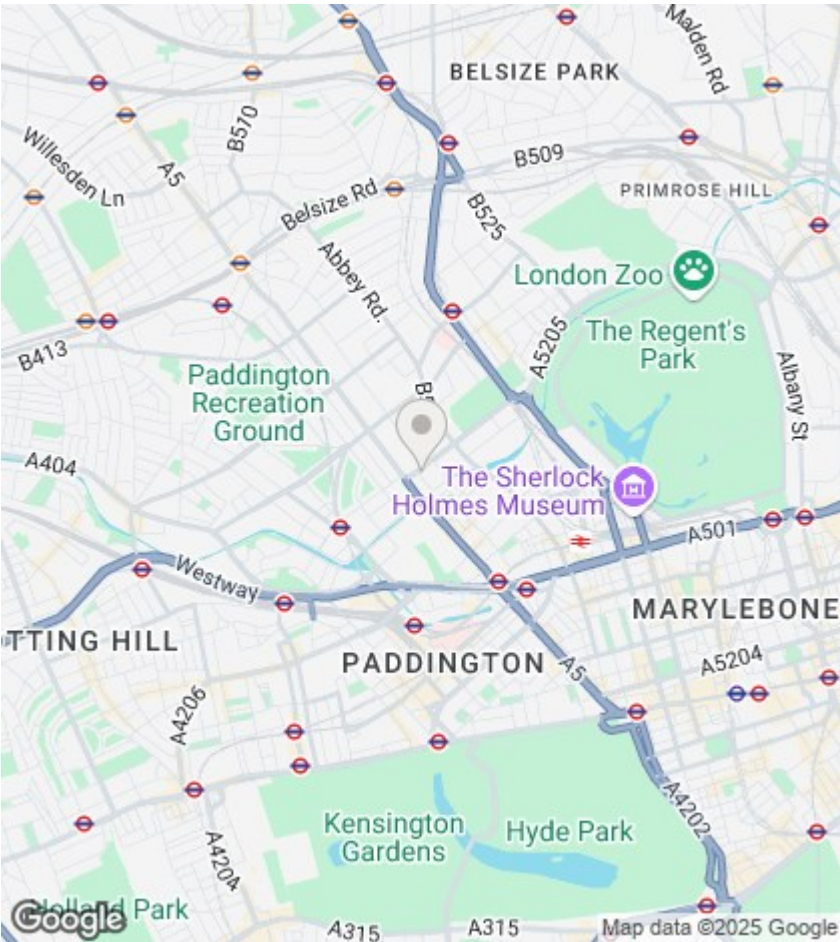 Malden Rd
BELSIZE PARK
B570
Willesden Ln
A5
B509
PRIMROSE HILL
Belsize Rd
B525
Abbey Rd.
London Zoo
A5205
The Regent's
Park
B413
Albany St
Paddington
Recreation
Ground
A404
The Sherlock
Holmes Museum
A501
Westway
MARYLEBONE
TTING HILL
PADDINGTON
A5
A5204
A4206
A4202
Kensington
Gardens
Hyde Park
A4204
Holland Park
Google
A315
A315
Map data ©2025 Google